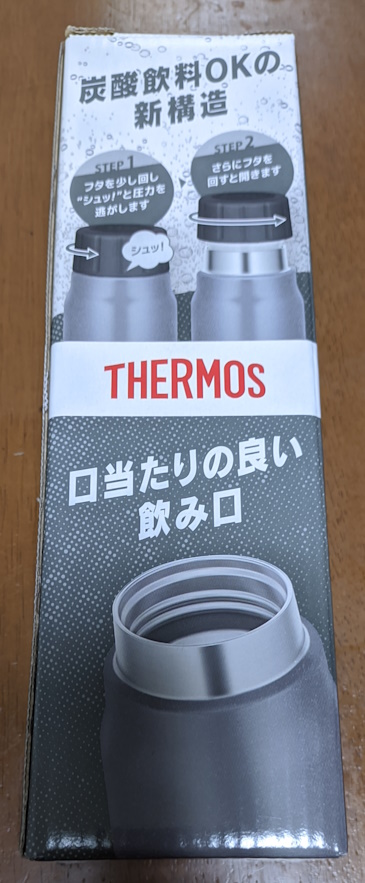 炭酸飲料OKの
新構造
STEP 1
フタを少し回し
“シュッ!”と圧力を
逃がします
シュッ!
STEP 2
さらにフタを
回すと開きます
THERMOS
口当たりの良い
飲み口